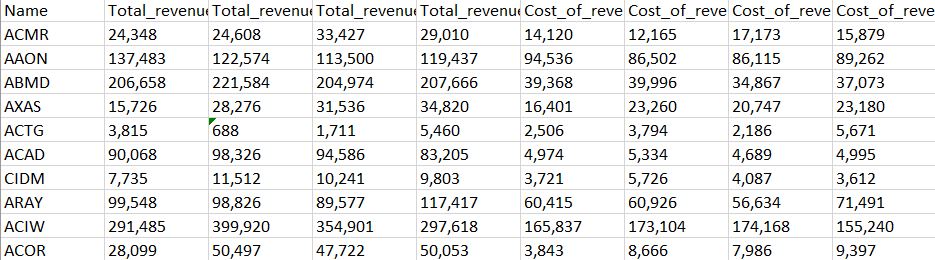 Name Total_revenue Total_revenue Total_revenue Total_revenue Cost_of_reve Cost_of_reve Cost_of_reve Cost_of_reve
ACMR 24,348 24,608 33,427 29,010 14,120 12,165 17,173 15,879
AAON 137,483 122,574 113,500 119,437 94,536 86,502 86,115 89,262
ABMD 206,658 221,584 204,974 207,666 39,368 39,996 34,867 37,073
AXAS 15,726 28,276 31,536 34,820 16,401 23,260 20,747 23,180
ACTG 3,815 688 1,711 5,460 2,506 3,794 2,186 5,671
ACAD 90,068 98,326 94,586 83,205 4,974 5,334 4,689 4,995
CIDM 7,735 11,512 10,241 9,803 3,721 5,726 4,087 3,612
ARAY 99,548 98,826 89,577 117,417 60,415 60,926 56,634 71,491
ACIW 291,485 399,920 354,901 297,618 165,837 173,104 174,168 155,240
ACOR 28,099 50,497 47,722 50,053 3,843 8,666 7,986 9,397